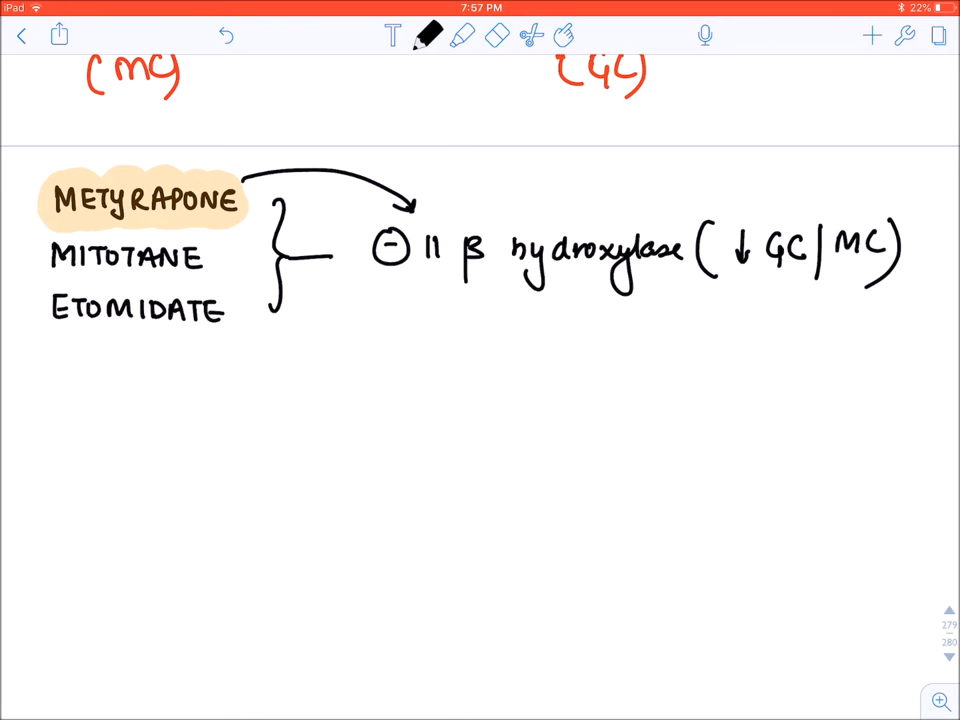 iPad 7:57 PM 22%
T
(MC) (GC)
METYRAPONE
⊖ 11 β hydroxylase (↓ GC/MC)
MITOTANE
ETOMIDATE
279
280